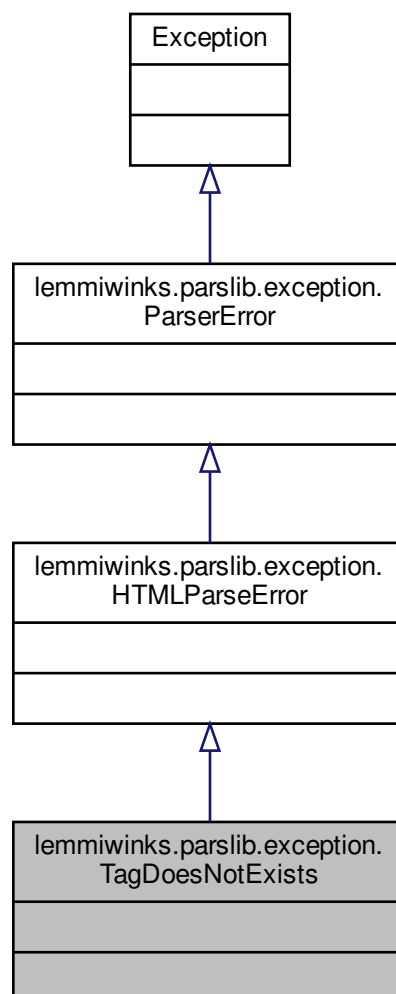 Exception
lemmiwinks.parslib.exception.
ParserError
lemmiwinks.parslib.exception.
HTMLParseError
lemmiwinks.parslib.exception.
TagDoesNotExists